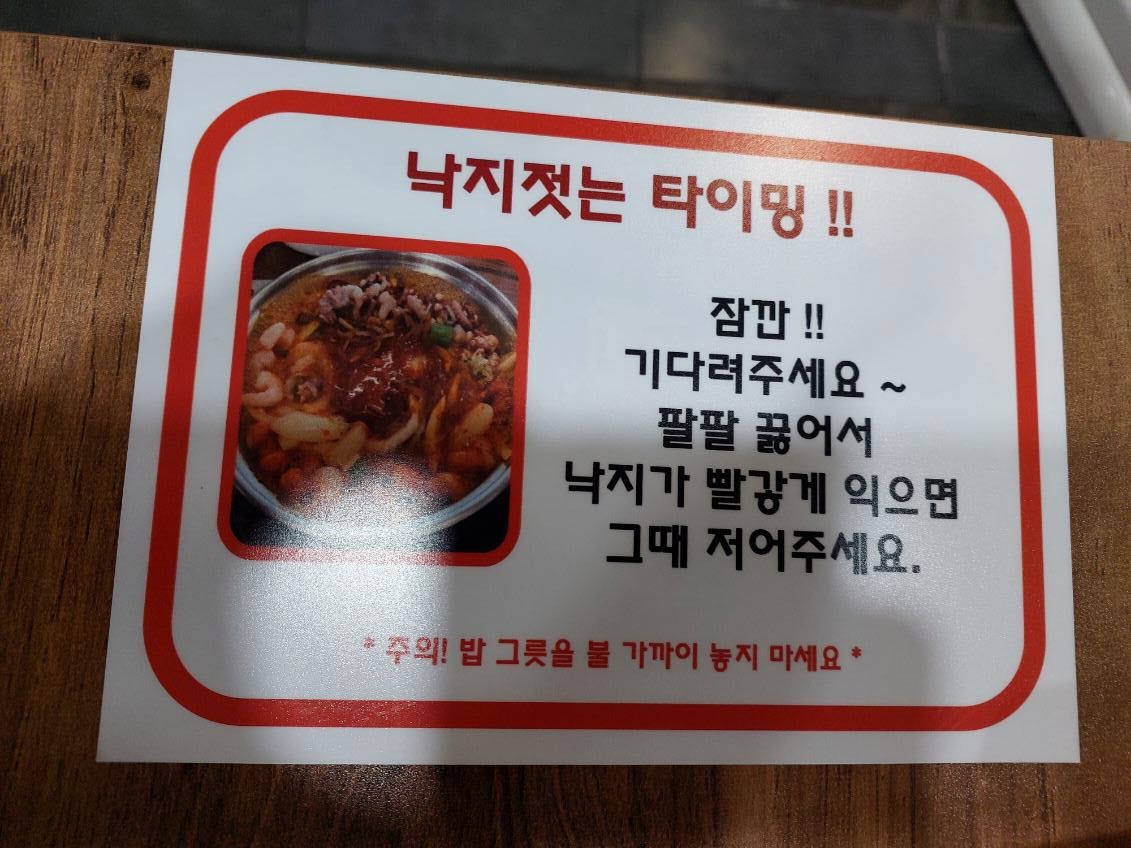 낙지젓는 타이밍 !!
잠깐 !!
기다려주세요 ~
팔팔 끓어서
낙지가 빨갛게 익으면
그때 저어주세요.
* 주의! 밥 그릇을 불 가까이 놓지 마세요 *